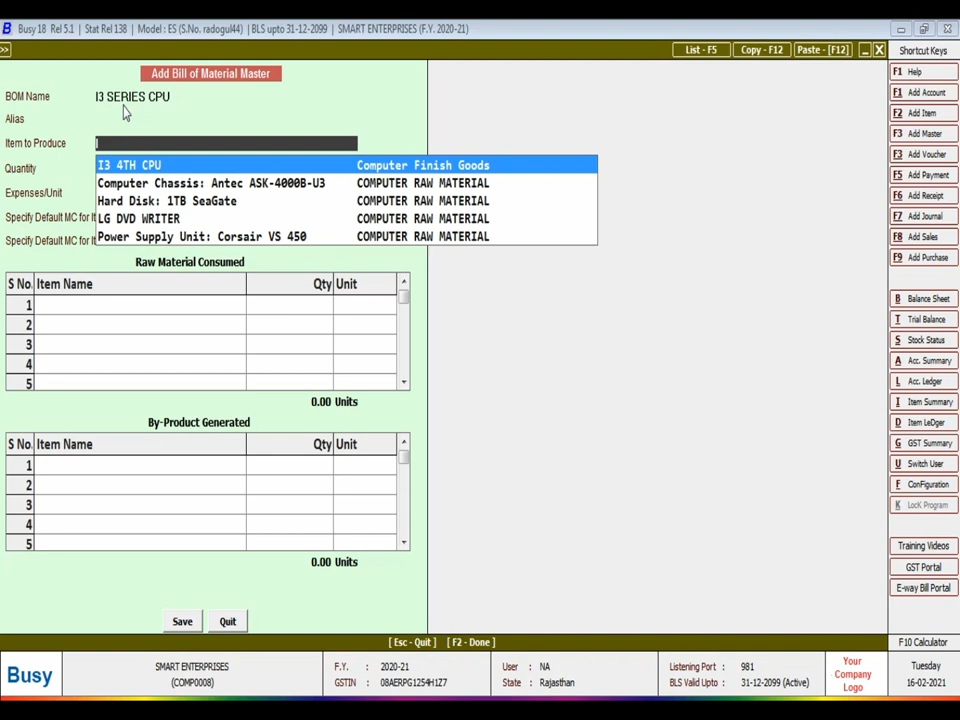 Busy 18 Rel 5.1 | Stat Rel 138 | Model : ES (S.No. radogul44) | BLS upto 31-12-2099 | SMART ENTERPRISES (F.Y. 2020-21)
>> List - F5 Copy - F12 Paste - [F12] _ X Shortcut Keys
Add Bill of Material Master
BOM Name I3 SERIES CPU
Alias
Item to Produce
Quantity
Expenses/Unit
Specify Default MC for It
Specify Default MC for It
I3 4TH CPU Computer Finish Goods
Computer Chassis: Antec ASK-4000B-U3 COMPUTER RAW MATERIAL
Hard Disk: 1TB SeaGate COMPUTER RAW MATERIAL
LG DVD WRITER COMPUTER RAW MATERIAL
Power Supply Unit: Corsair VS 450 COMPUTER RAW MATERIAL
Raw Material Consumed
S No. Item Name Qty Unit
1
2
3
4
5
0.00 Units
By-Product Generated
S No. Item Name Qty Unit
1
2
3
4
5
0.00 Units
Save Quit
[ Esc - Quit ] [ F2 - Done ]
F1 Help
F1 Add Account
F2 Add Item
F3 Add Master
F3 Add Voucher
F5 Add Payment
F6 Add Receipt
F7 Add Journal
F8 Add Sales
F9 Add Purchase
B Balance Sheet
T Trial Balance
S Stock Status
A Acc. Summary
L Acc. Ledger
I Item Summary
D Item LeDger
G GST Summary
U Switch User
F ConFiguration
K LocK Program
Training Videos
GST Portal
E-way Bill Portal
F10 Calculator
Busy
SMART ENTERPRISES
(COMP0008)
F.Y. : 2020-21
GSTIN : 08AERPG1254H1Z7
User : NA
State : Rajasthan
Listening Port : 981
BLS Valid Upto : 31-12-2099 (Active)
Your
Company
Logo
Tuesday
16-02-2021